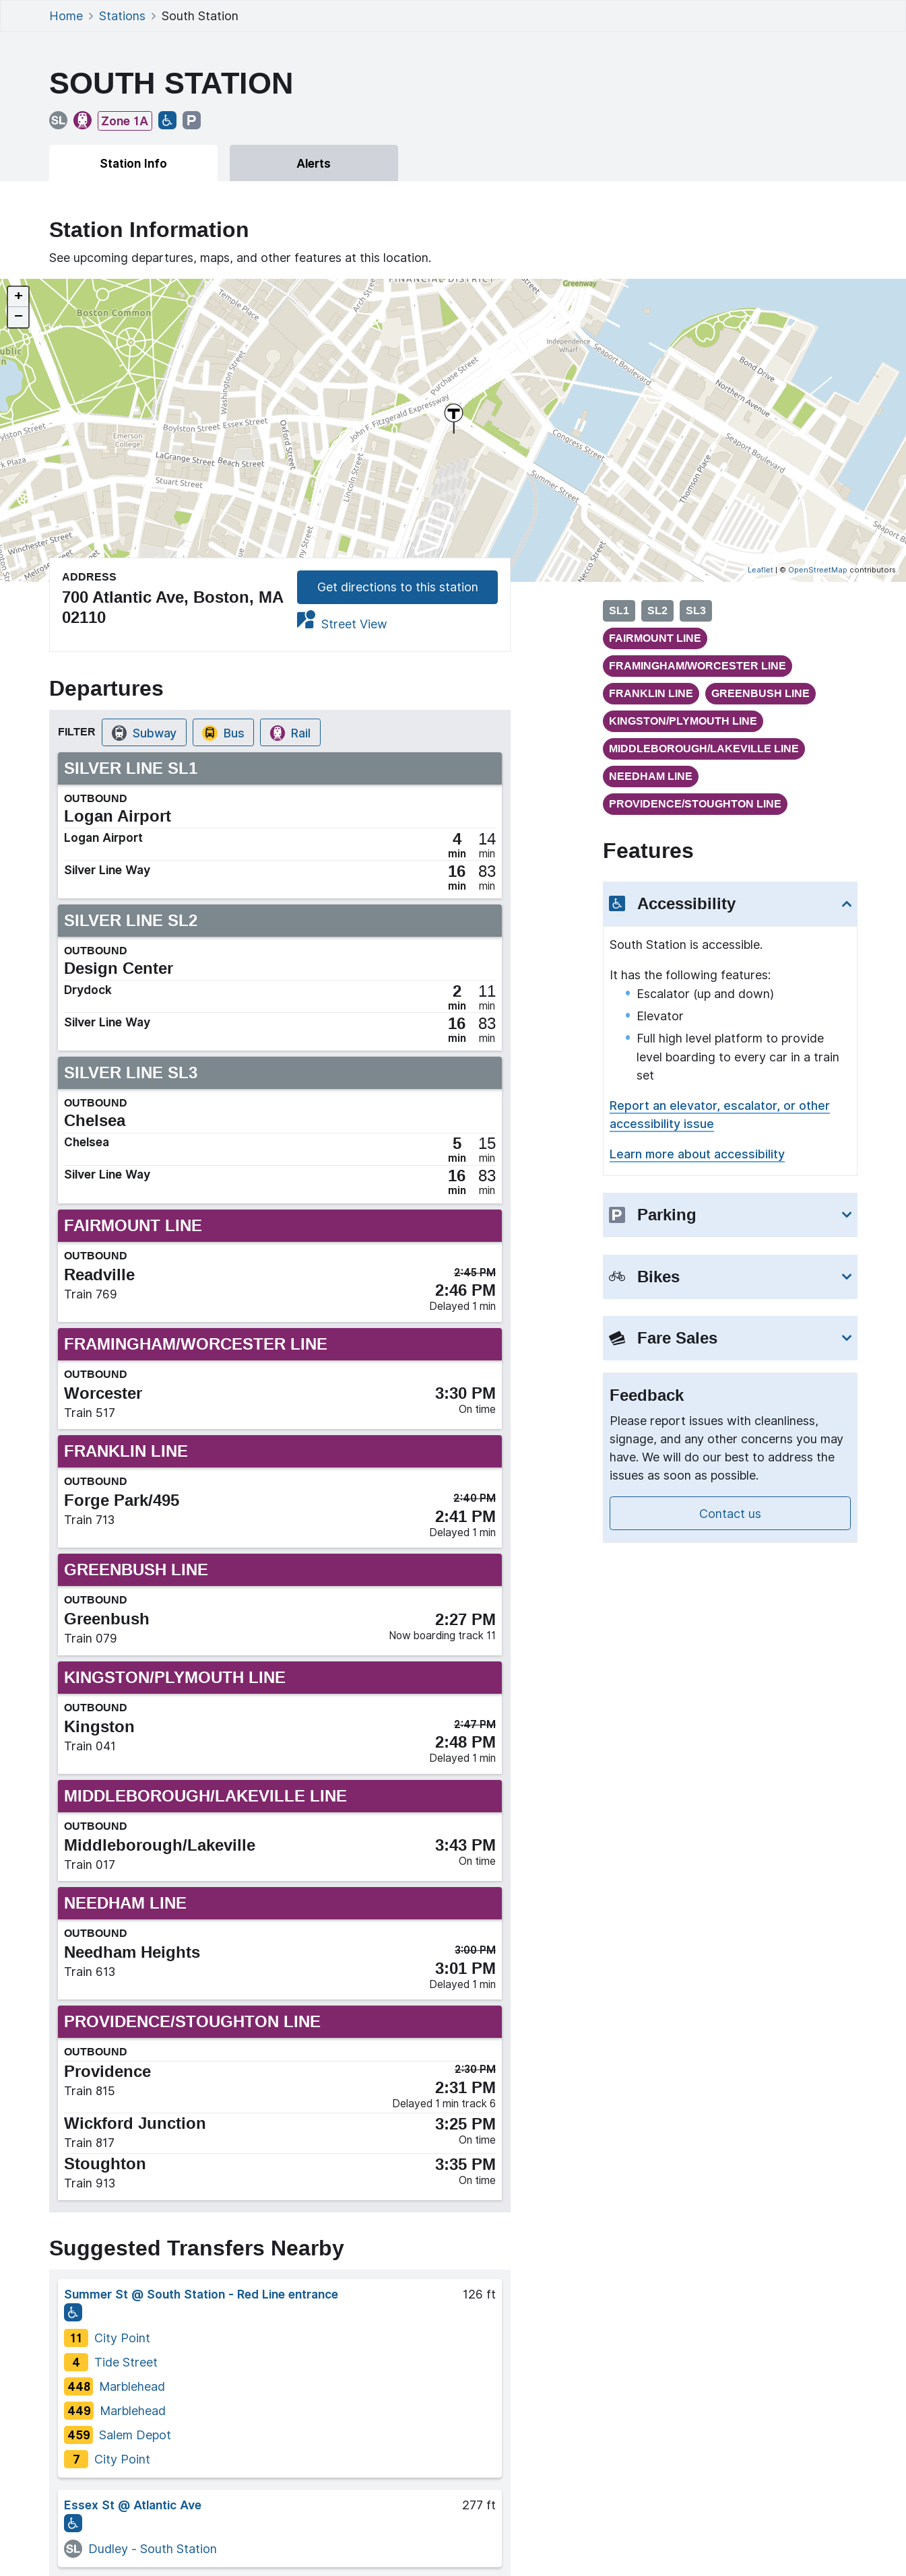 Home > Stations > South Station
SOUTH STATION
SL Zone 1A P
Station Info
Alerts
Station Information
See upcoming departures, maps, and other features at this location.
+
−
FINANCIAL DISTRICT
Greenway
Arch Street
Temple Place
Boston Common
Independence
Wharf
Seaport Boulevard
Bond Drive
Northern Avenue
Washington Street
Purchase Street
John F. Fitzgerald Expressway
T
Boylston Street
Essex Street
Emerson
College
Oxford Street
LaGrange Street
Beach Street
Stuart Street
Lincoln Street
Congress Street
Summer Street
Thomson Place
Seaport Boulevard
Winchester Street
Necco Street
Leaflet | © OpenStreetMap contributors
ADDRESS
700 Atlantic Ave, Boston, MA
02110
Get directions to this station
Street View
Departures
FILTER Subway Bus Rail
SILVER LINE SL1
OUTBOUND
Logan Airport
Logan Airport 4 min 14 min
Silver Line Way 16 min 83 min
SILVER LINE SL2
OUTBOUND
Design Center
Drydock 2 min 11 min
Silver Line Way 16 min 83 min
SILVER LINE SL3
OUTBOUND
Chelsea
Chelsea 5 min 15 min
Silver Line Way 16 min 83 min
FAIRMOUNT LINE
OUTBOUND
Readville 2:45 PM
Train 769 2:46 PM
Delayed 1 min
FRAMINGHAM/WORCESTER LINE
OUTBOUND
Worcester 3:30 PM
Train 517 On time
FRANKLIN LINE
OUTBOUND
Forge Park/495 2:40 PM
Train 713 2:41 PM
Delayed 1 min
GREENBUSH LINE
OUTBOUND
Greenbush 2:27 PM
Train 079 Now boarding track 11
KINGSTON/PLYMOUTH LINE
OUTBOUND
Kingston 2:47 PM
Train 041 2:48 PM
Delayed 1 min
MIDDLEBOROUGH/LAKEVILLE LINE
OUTBOUND
Middleborough/Lakeville 3:43 PM
Train 017 On time
NEEDHAM LINE
OUTBOUND
Needham Heights 3:00 PM
Train 613 3:01 PM
Delayed 1 min
PROVIDENCE/STOUGHTON LINE
OUTBOUND
Providence 2:30 PM
Train 815 2:31 PM
Delayed 1 min track 6
Wickford Junction 3:25 PM
Train 817 On time
Stoughton 3:35 PM
Train 913 On time
Suggested Transfers Nearby
Summer St @ South Station - Red Line entrance 126 ft
11 City Point
4 Tide Street
448 Marblehead
449 Marblehead
459 Salem Depot
7 City Point
Essex St @ Atlantic Ave 277 ft
SL Dudley - South Station
SL1 SL2 SL3
FAIRMOUNT LINE
FRAMINGHAM/WORCESTER LINE
FRANKLIN LINE GREENBUSH LINE
KINGSTON/PLYMOUTH LINE
MIDDLEBOROUGH/LAKEVILLE LINE
NEEDHAM LINE
PROVIDENCE/STOUGHTON LINE
Features
Accessibility
South Station is accessible.
It has the following features:
Escalator (up and down)
Elevator
Full high level platform to provide
level boarding to every car in a train
set
Report an elevator, escalator, or other
accessibility issue
Learn more about accessibility
P Parking
Bikes
Fare Sales
Feedback
Please report issues with cleanliness,
signage, and any other concerns you may
have. We will do our best to address the
issues as soon as possible.
Contact us